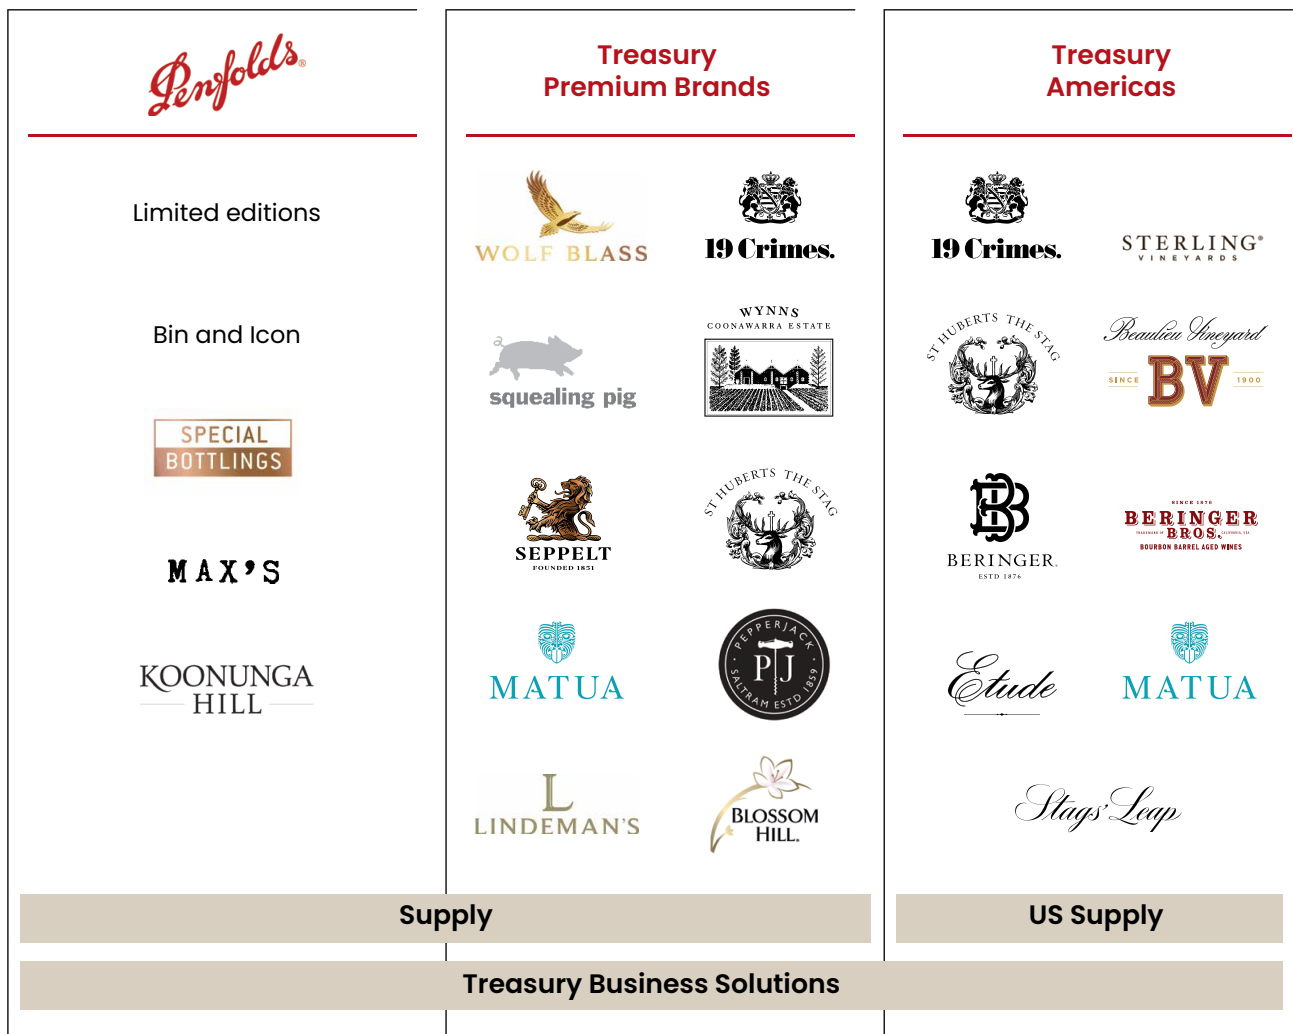 Penfolds®
Limited editions
Bin and Icon
SPECIAL
BOTTLINGS
MAX'S
KOONUNGA
HILL
Treasury
Premium Brands
WOLF BLASS
19 Crimes.
squealing pig
WYNNS
COONAWARRA ESTATE
SEPPELT
FOUNDED 1851
ST HUBERTS THE STAG
MATUA
PEPPERJACK
PJ
SALTRAM ESTD 1859
L
LINDEMAN'S
BLOSSOM
HILL®
Treasury
Americas
19 Crimes.
STERLING®
VINEYARDS
ST HUBERTS THE STAG
Beaulieu Vineyard
SINCE BV 1900
BB
BERINGER.
ESTD 1876
SINCE 1876
BERINGER
BROS.
BOURBON BARREL AGED WINES
Etude
MATUA
Stags' Leap
Supply
US Supply
Treasury Business Solutions